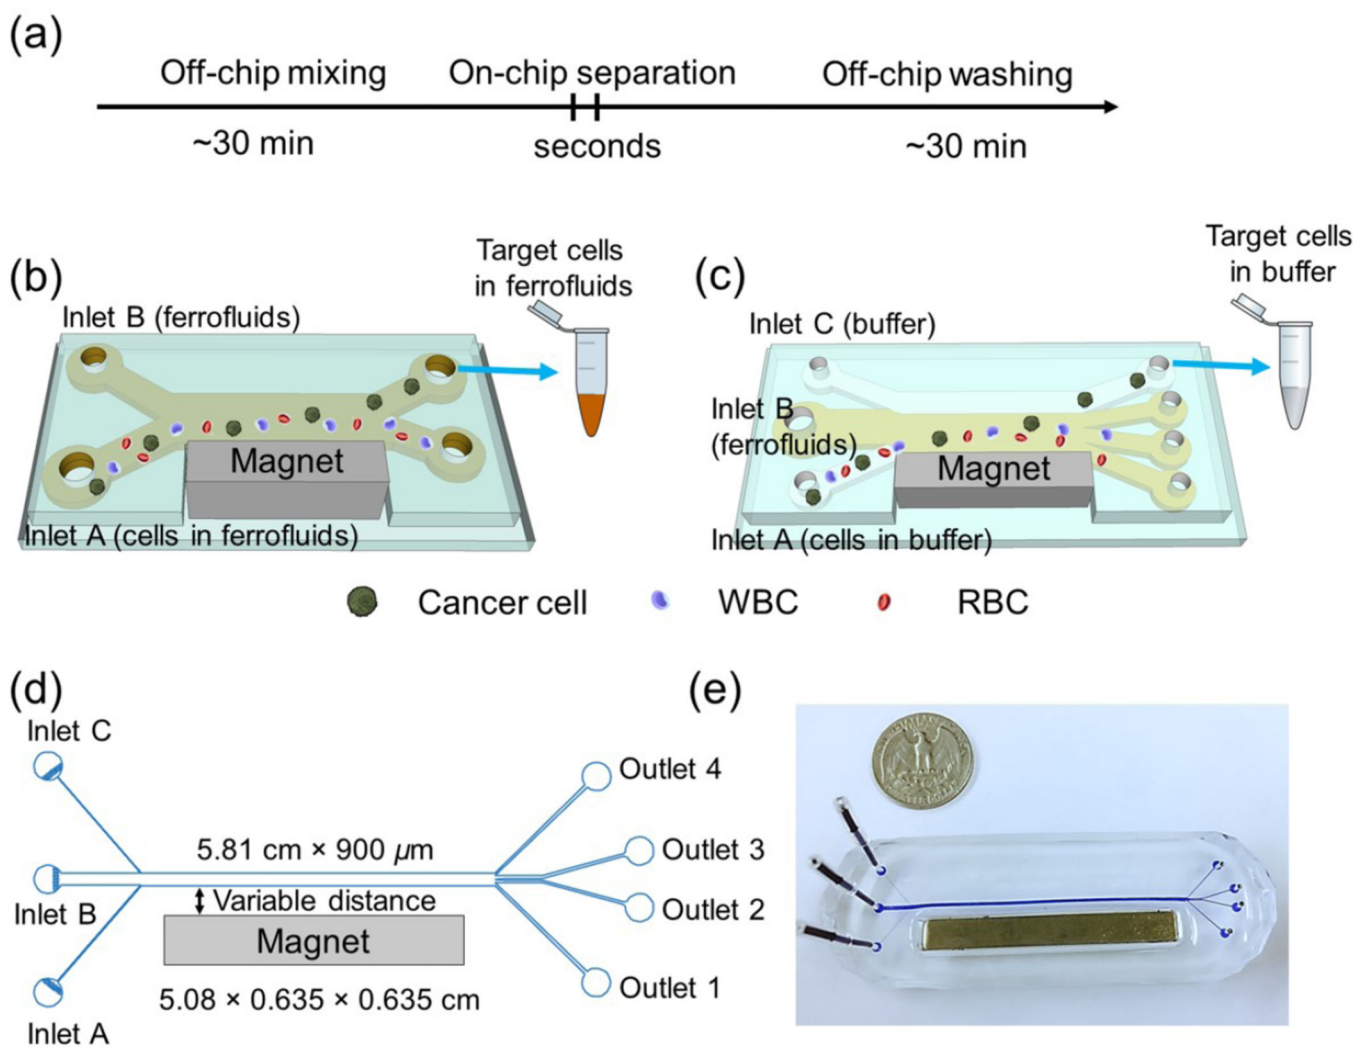 (a)
Off-chip mixing
On-chip separation
Off-chip washing
~30 min
seconds
~30 min
(b)
Target cells
in ferrofluids
Inlet B (ferrofluids)
Magnet
Inlet A (cells in ferrofluids)
(c)
Target cells
in buffer
Inlet C (buffer)
Inlet B
(ferrofluids)
Magnet
Inlet A (cells in buffer)
Cancer cell
WBC
RBC
(d)
Inlet C
Outlet 4
5.81 cm × 900 µm
Outlet 3
Inlet B
Variable distance
Outlet 2
Magnet
5.08 × 0.635 × 0.635 cm
Outlet 1
Inlet A
(e)